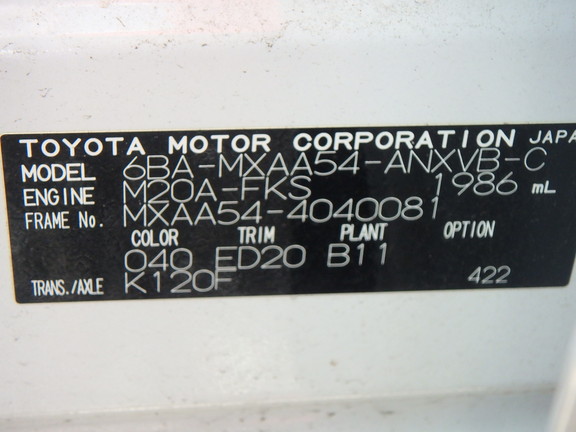 TOYOTA MOTOR CORPORATION JAPA
MODEL 6BA-MXAA54-ANXVB-C
ENGINE M20A-FKS 1986 mL
FRAME No. MXAA54-4040081
COLOR TRIM PLANT OPTION
040 ED20 B11
TRANS./AXLE K120F 422